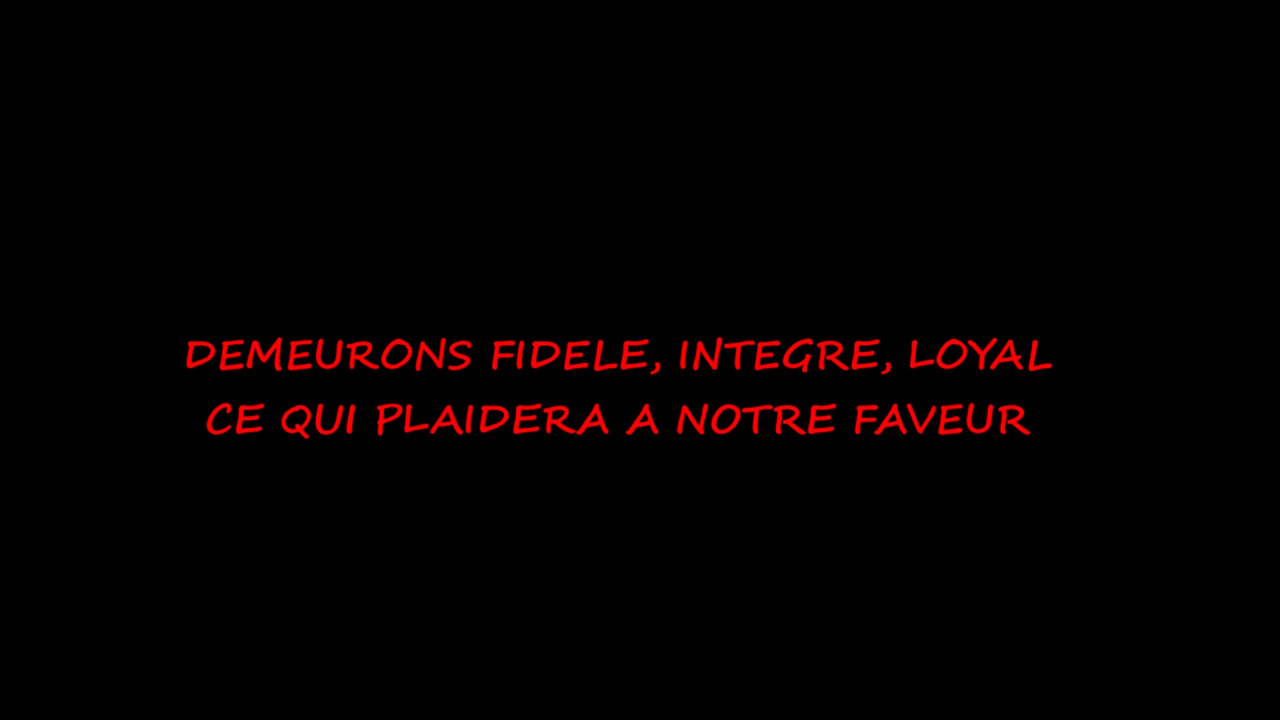 DEMEURONS FIDELE, INTEGRE, LOYAL
CE QUI PLAIDERA A NOTRE FAVEUR